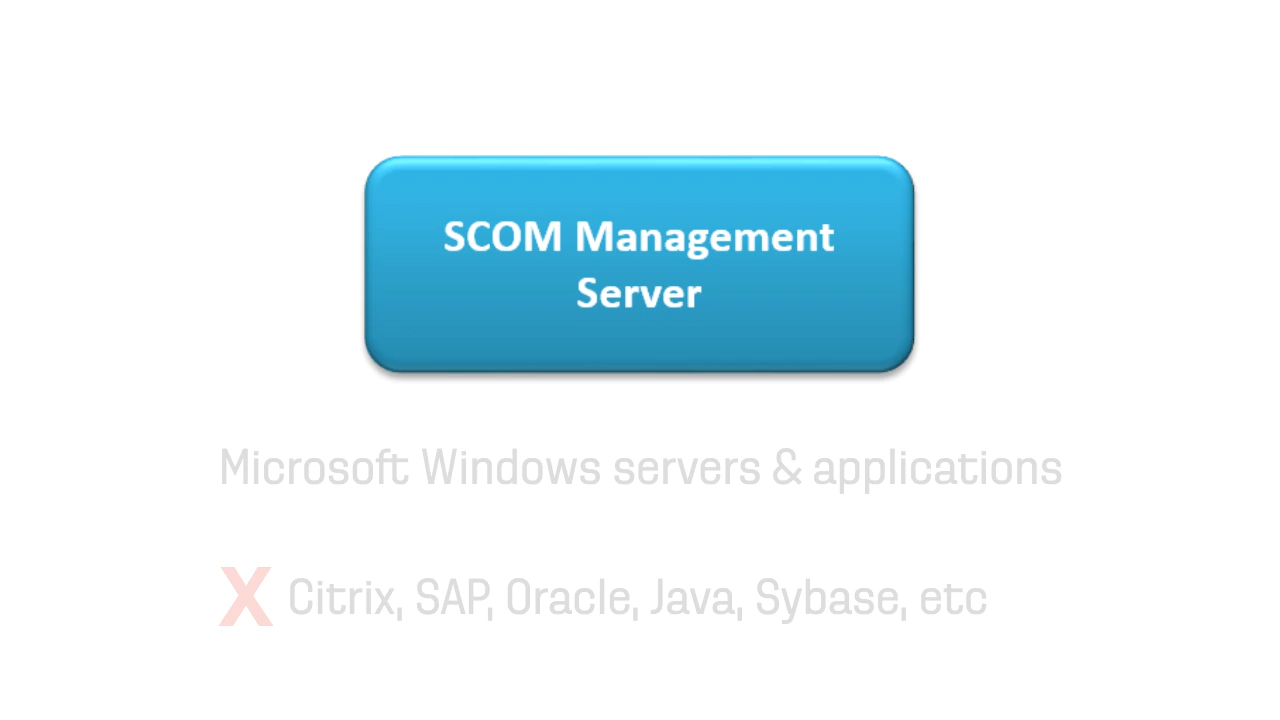 SCOM Management
Server
Microsoft Windows servers & applications
X Citrix, SAP, Oracle, Java, Sybase, etc